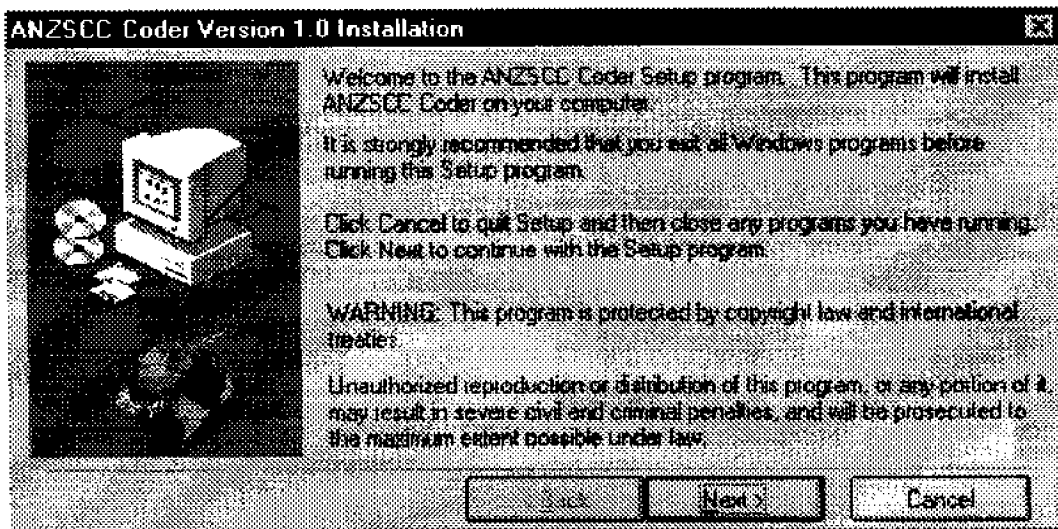 ANZSCC Coder Version 1.0 Installation
Welcome to the ANZSCC Coder Setup program. This program will install
ANZSCC Coder on your computer.
It is strongly recommended that you exit all Windows programs before
running this Setup program.
Click Cancel to quit Setup and then close any programs you have running.
Click Next to continue with the Setup program.
WARNING: This program is protected by copyright law and international
treaties.
Unauthorized reproduction or distribution of this program, or any portion of it,
may result in severe civil and criminal penalties, and will be prosecuted to
the maximum extent possible under law.
< Back Next > Cancel